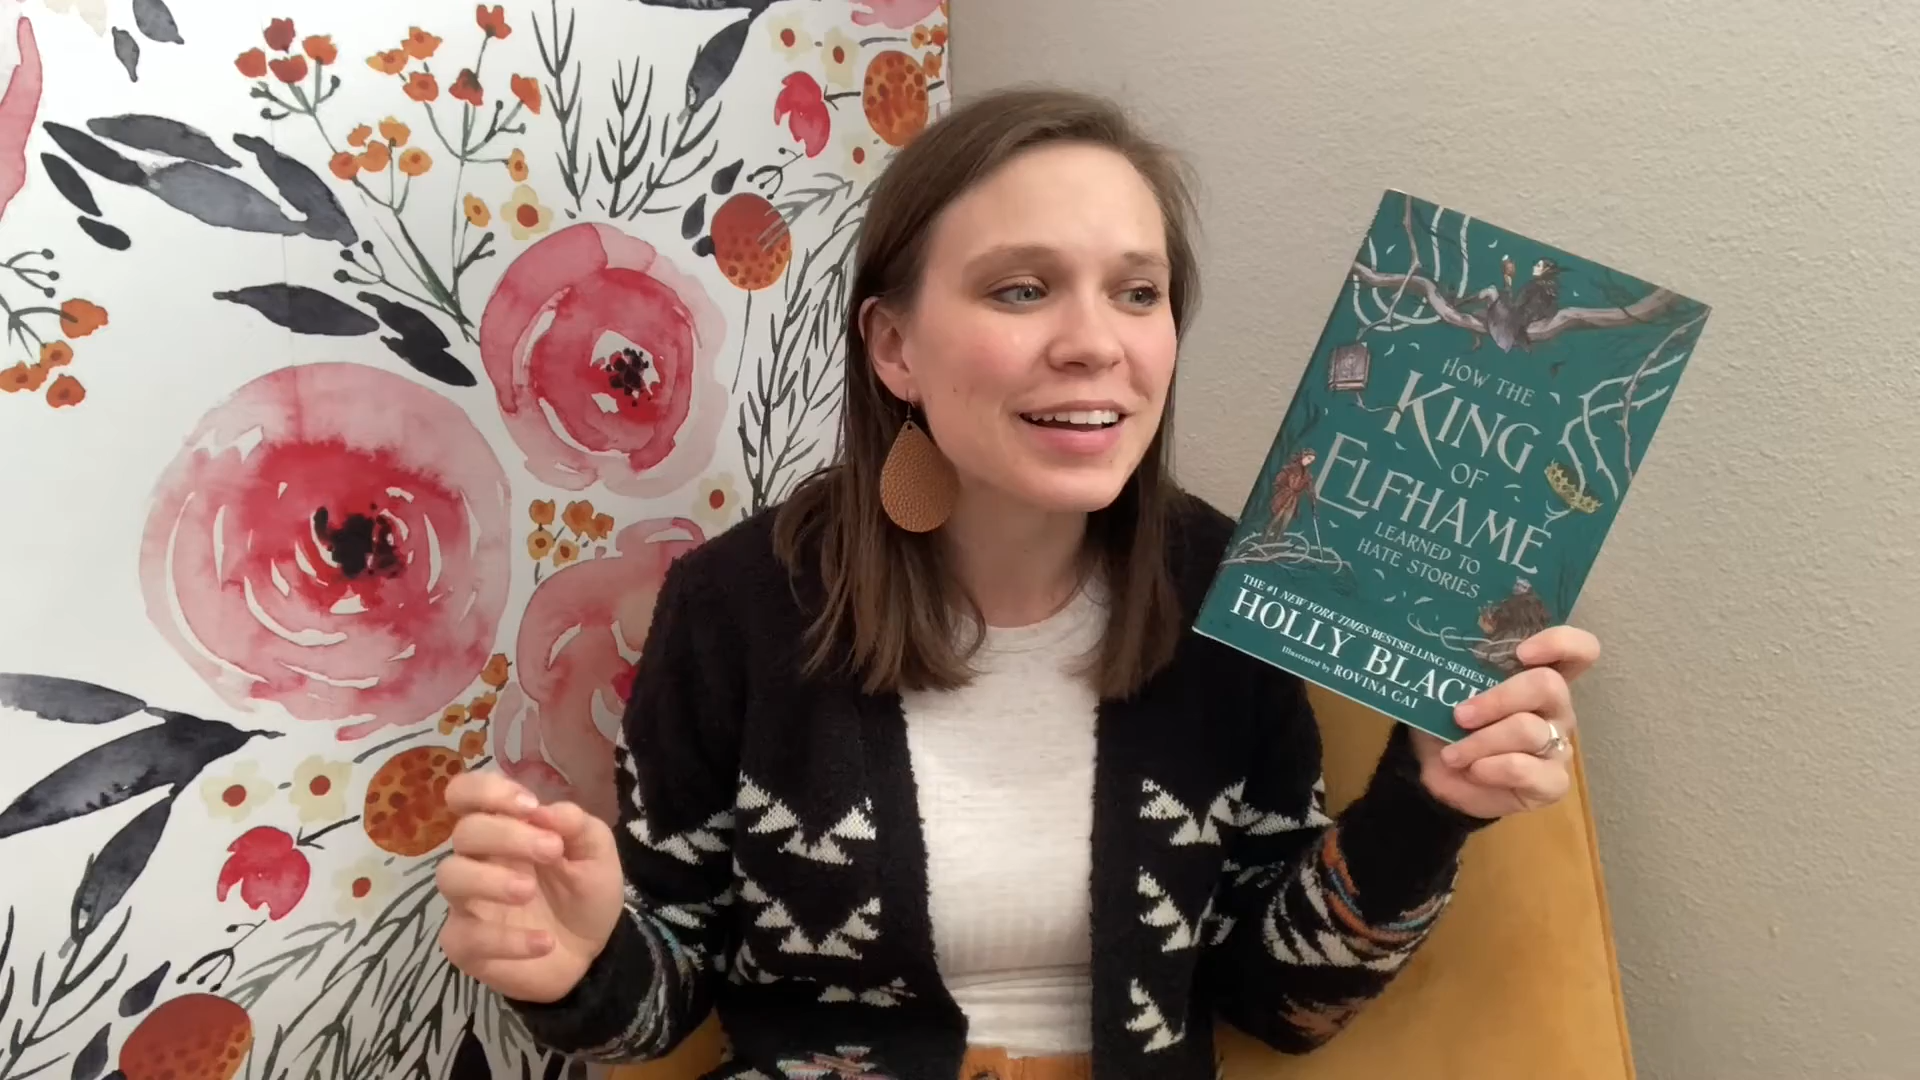 HOW THE
KING
OF
ELFHAME
LEARNED TO
HATE STORIES
THE #1 NEW YORK TIMES BESTSELLING SERIES BY
HOLLY BLACK
Illustrated by ROVINA CAI